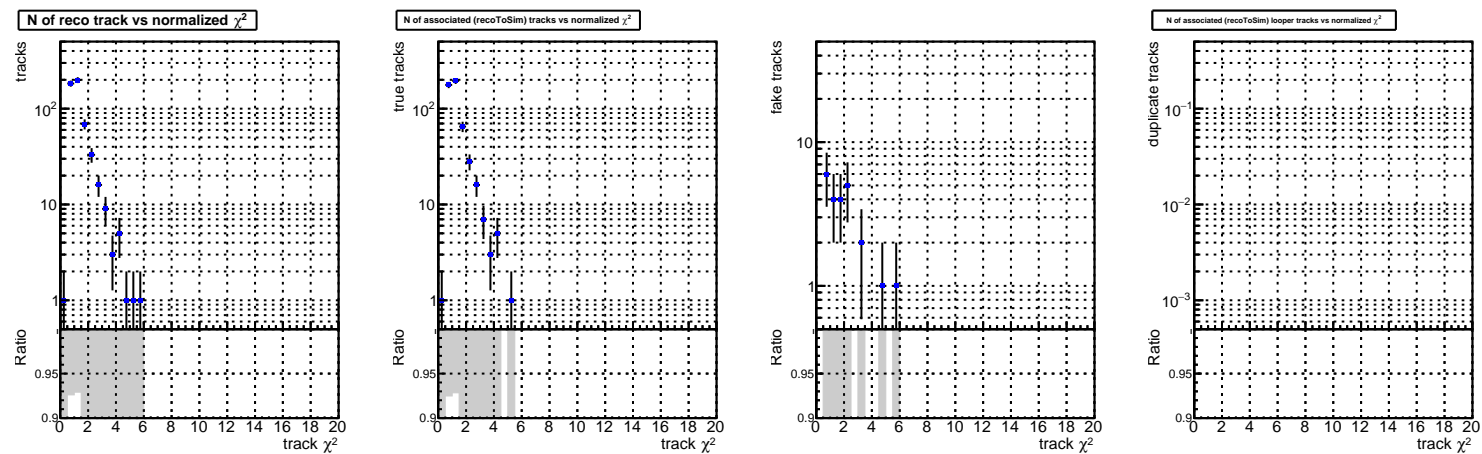 N of reco track vs normalized χ²
tracks
10²
10
1
Ratio
0.95
0.9
0 2 4 6 8 10 12 14 16 18 20
track χ²
N of associated (recoToSim) tracks vs normalized χ²
true tracks
10²
10
1
Ratio
0.95
0.9
0 2 4 6 8 10 12 14 16 18 20
track χ²
fake tracks
10
1
Ratio
0.95
0.9
0 2 4 6 8 10 12 14 16 18 20
track χ²
N of associated (recoToSim) looper tracks vs normalized χ²
duplicate tracks
10⁻¹
10⁻²
10⁻³
Ratio
0.95
0.9
0 2 4 6 8 10 12 14 16 18 20
track χ²